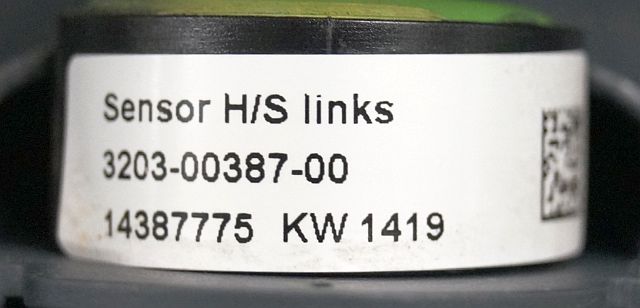 Sensor H/S links
3203-00387-00
14387775 KW 1419